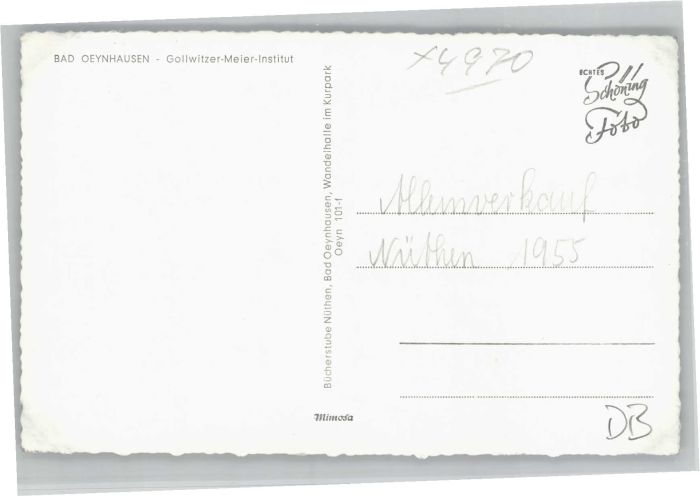 BAD OEYNHAUSEN - Gollwitzer-Meier-Institut
x4970
ECHTES
Schöning
Foto
Bücherstube Nüthen, Bad Oeynhausen, Wandelhalle im Kurpark
Oeyn 101-f
Alleinverkauf
Nüthen 1955
Mimosa
DB